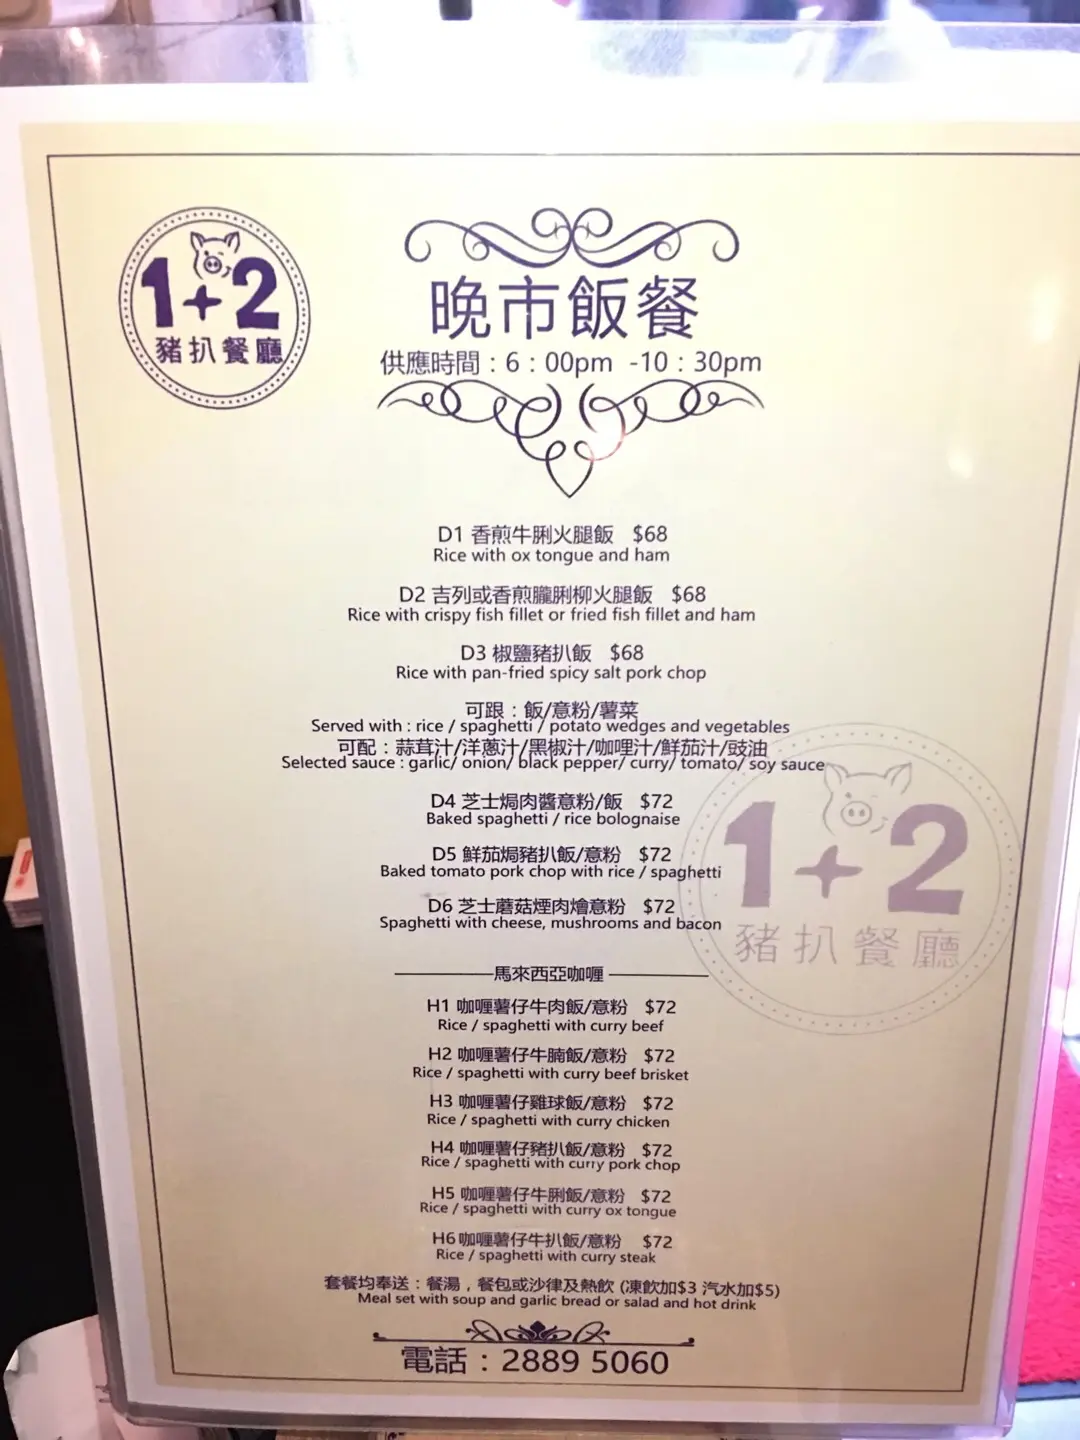 1+2
豬扒餐廳
晚市飯餐
供應時間：6：00pm -10：30pm
D1 香煎牛脷火腿飯 $68
Rice with ox tongue and ham
D2 吉列或香煎龍脷柳火腿飯 $68
Rice with crispy fish fillet or fried fish fillet and ham
D3 椒鹽豬扒飯 $68
Rice with pan-fried spicy salt pork chop
可跟：飯/意粉/薯菜
Served with : rice / spaghetti / potato wedges and vegetables
可配：蒜茸汁/洋蔥汁/黑椒汁/咖哩汁/鮮茄汁/豉油
Selected sauce : garlic/ onion/ black pepper/ curry/ tomato/ soy sauce
D4 芝士焗肉醬意粉/飯 $72
Baked spaghetti / rice bolognaise
D5 鮮茄焗豬扒飯/意粉 $72
Baked tomato pork chop with rice / spaghetti
D6 芝士蘑菇煙肉燴意粉 $72
Spaghetti with cheese, mushrooms and bacon
1+2
豬扒餐廳
馬來西亞咖喱
H1 咖喱薯仔牛肉飯/意粉 $72
Rice / spaghetti with curry beef
H2 咖喱薯仔牛腩飯/意粉 $72
Rice / spaghetti with curry beef brisket
H3 咖喱薯仔雞球飯/意粉 $72
Rice / spaghetti with curry chicken
H4 咖喱薯仔豬扒飯/意粉 $72
Rice / spaghetti with curry pork chop
H5 咖喱薯仔牛脷飯/意粉 $72
Rice / spaghetti with curry ox tongue
H6 咖喱薯仔牛扒飯/意粉 $72
Rice / spaghetti with curry steak
套餐均奉送：餐湯，餐包或沙律及熱飲 (凍飲加$3 汽水加$5)
Meal set with soup and garlic bread or salad and hot drink
電話：2889 5060